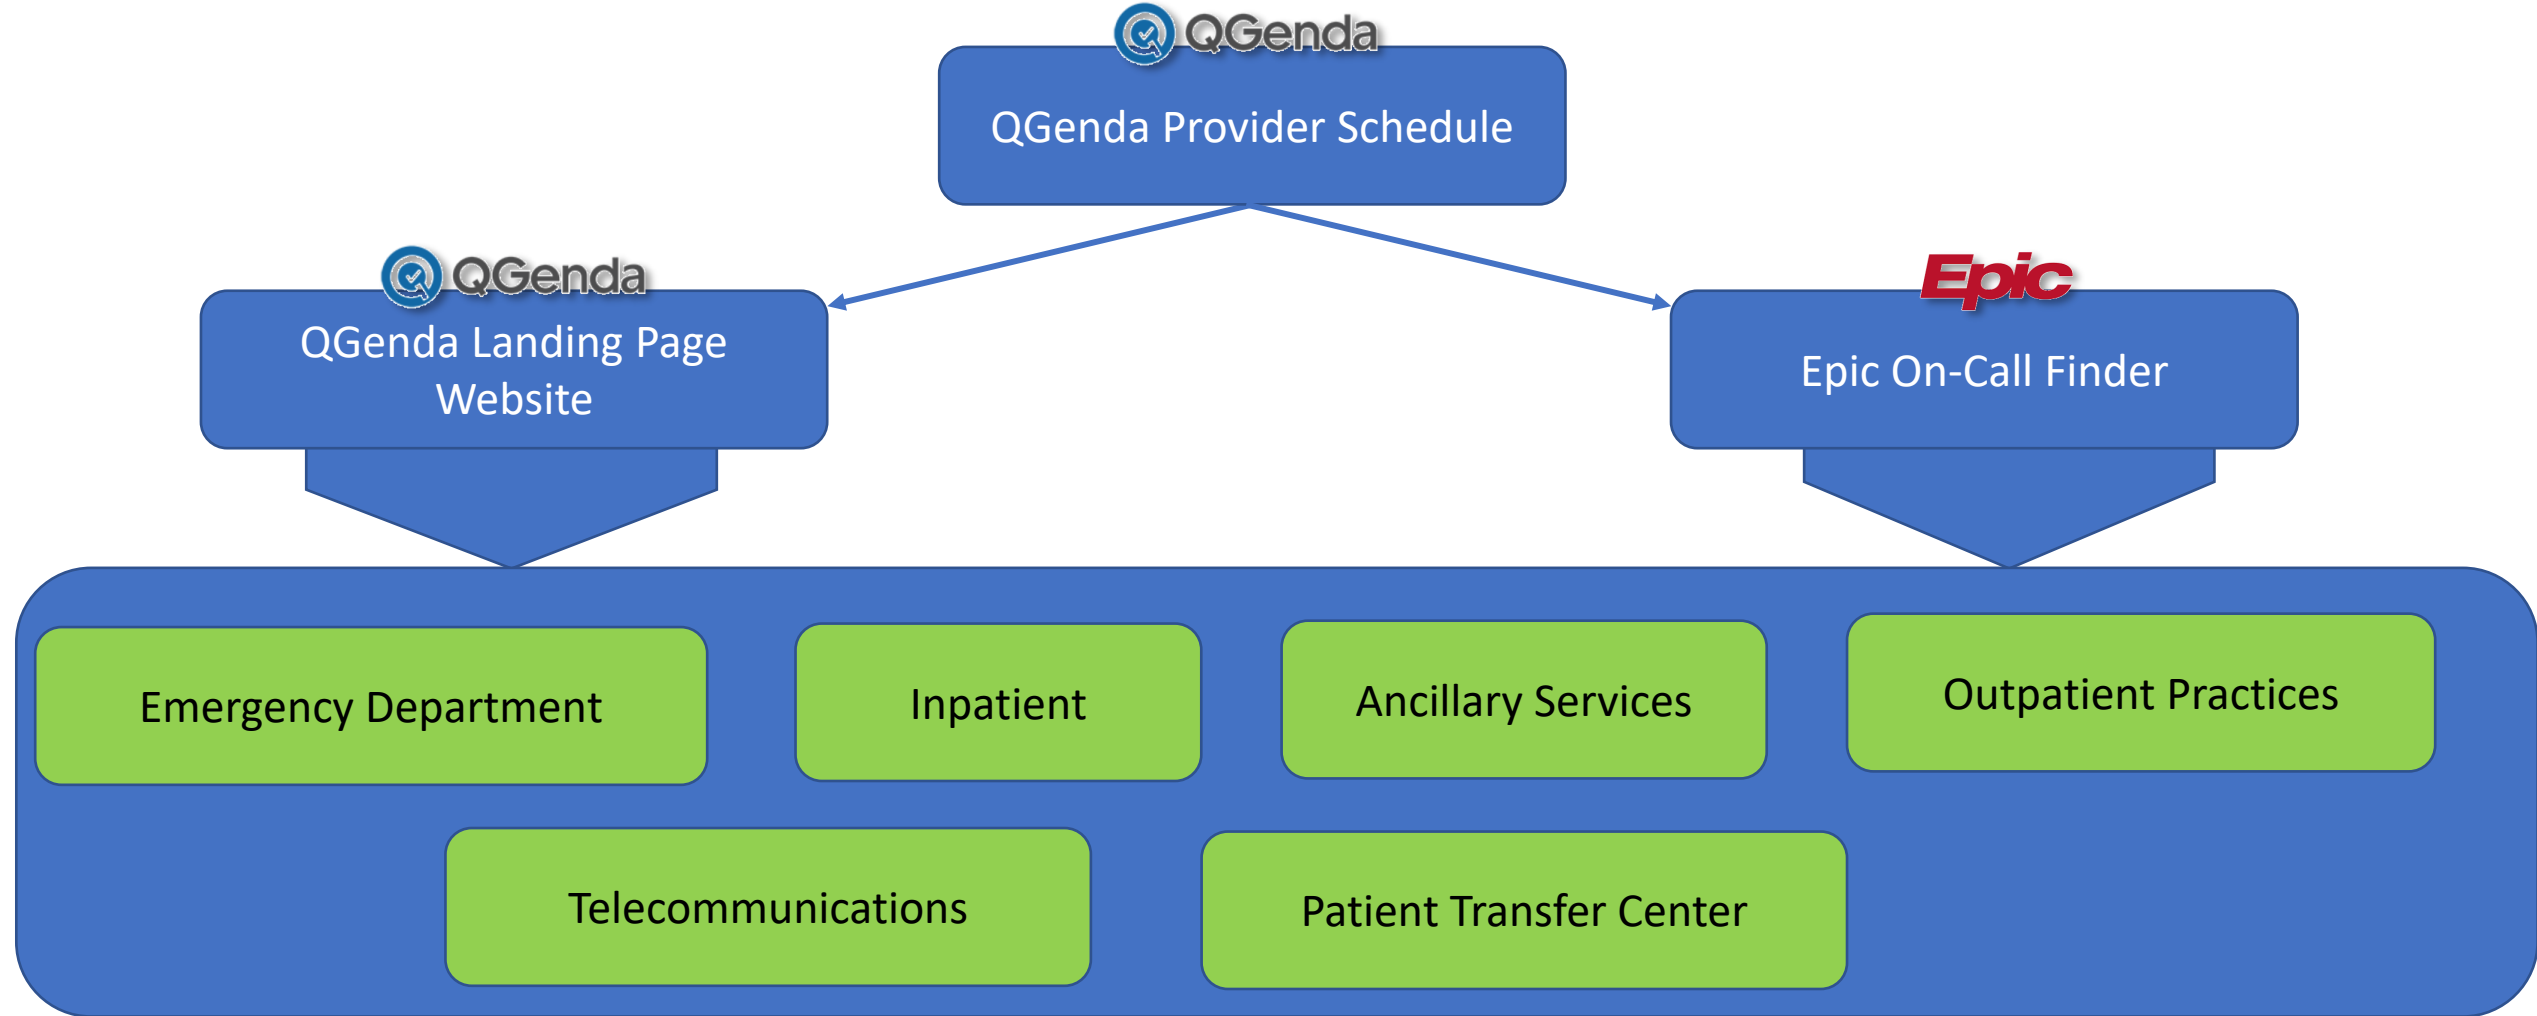 QGenda
QGenda Provider Schedule
QGenda
QGenda Landing Page
Website
Epic
Epic On-Call Finder
Emergency Department
Inpatient
Ancillary Services
Outpatient Practices
Telecommunications
Patient Transfer Center